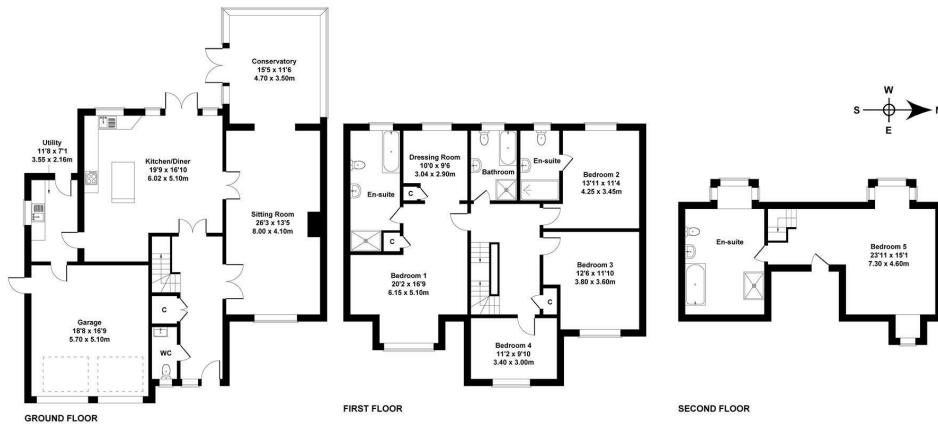 Conservatory
15'5 x 11'6
4.70 x 3.50m
Utility
11'8 x 7'1
3.55 x 2.16m
Kitchen/Diner
19'9 x 16'10
6.02 x 5.10m
Sitting Room
26'3 x 13'5
8.00 x 4.10m
Garage
18'8 x 16'9
5.70 x 5.10m
C
WC
GROUND FLOOR
En-suite
Dressing Room
10'0 x 9'6
3.04 x 2.90m
C
C
Bathroom
En-suite
Bedroom 2
13'11 x 11'4
4.25 x 3.45m
Bedroom 1
20'2 x 16'9
6.15 x 5.10m
Bedroom 3
12'6 x 11'10
3.80 x 3.60m
C
Bedroom 4
11'2 x 9'10
3.40 x 3.00m
FIRST FLOOR
W
S
N
E
En-suite
Bedroom 5
23'11 x 15'1
7.30 x 4.60m
SECOND FLOOR